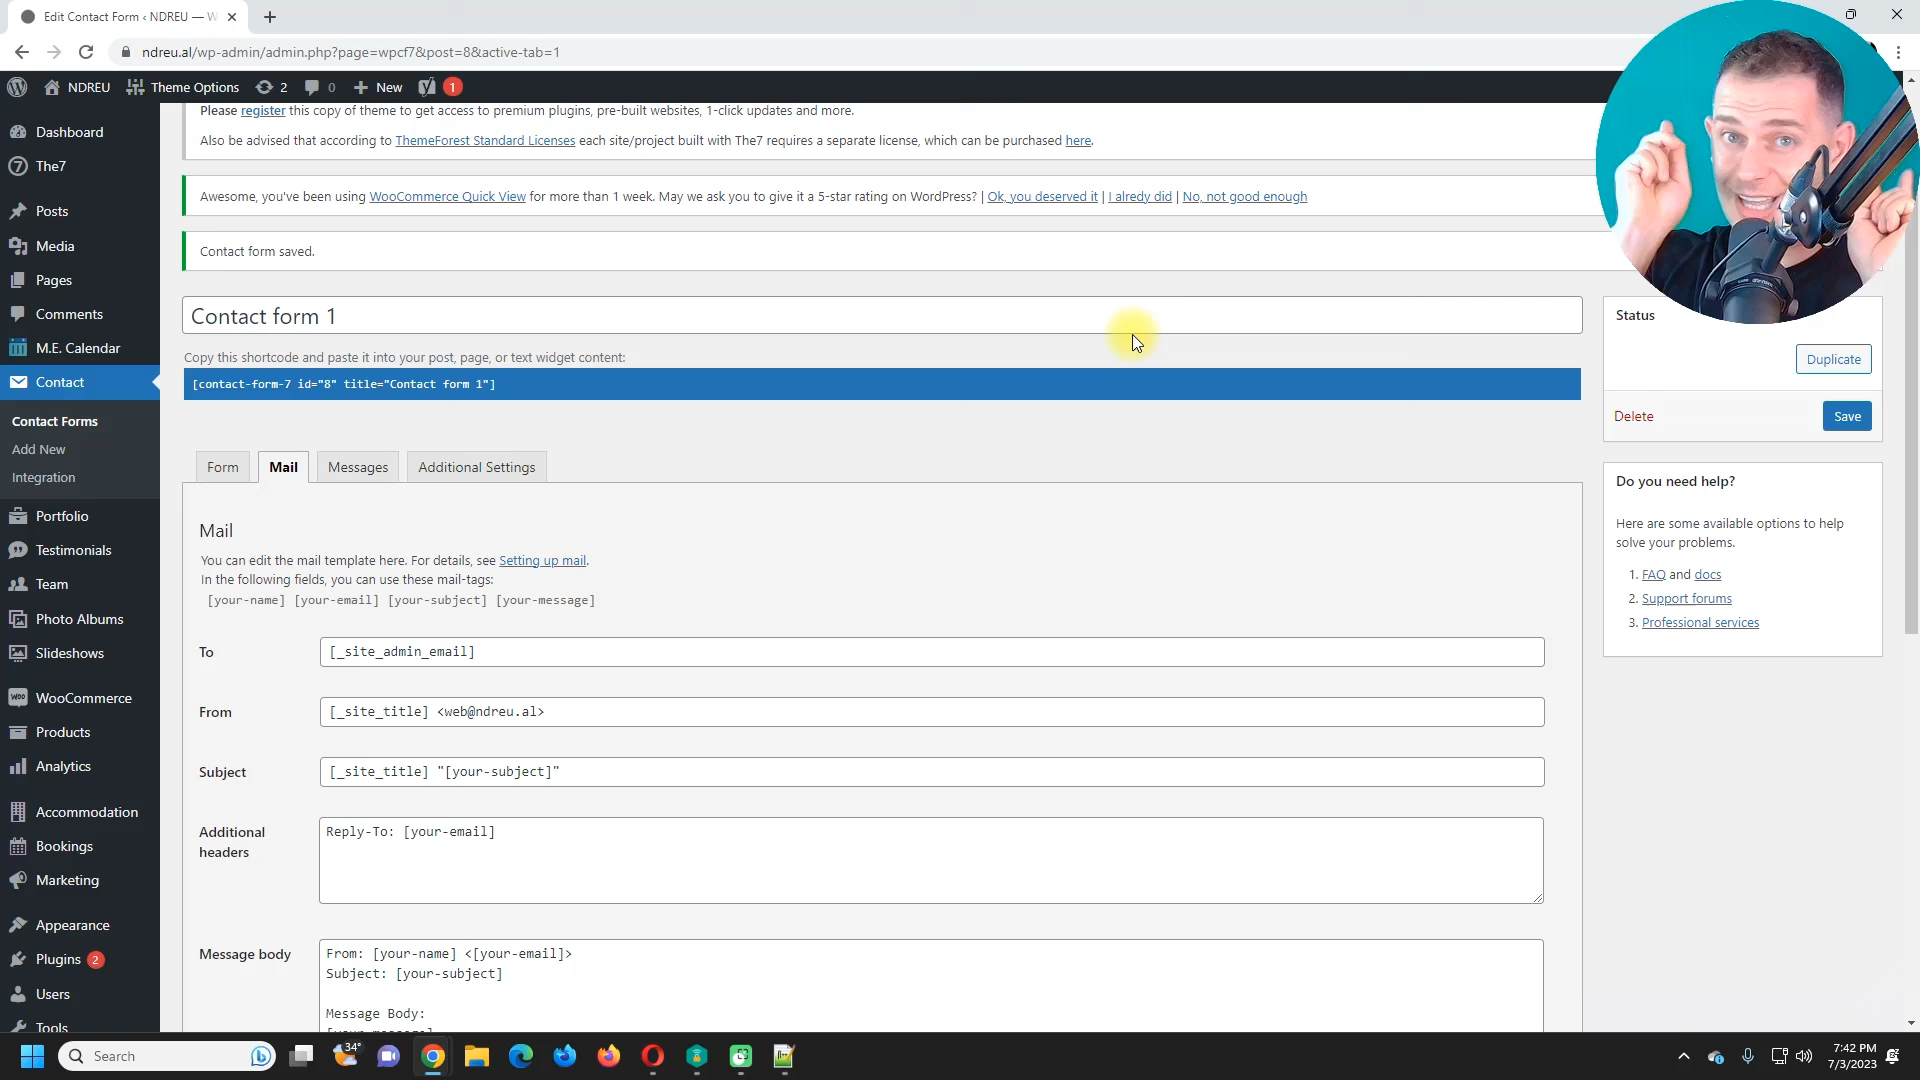 Edit Contact Form ‹ NDREU — W
ndreu.al/wp-admin/admin.php?page=wpcf7&post=8&active-tab=1
NDREU
Theme Options
2
0
New
1
Dashboard
The7
Posts
Media
Pages
Comments
M.E. Calendar
Contact
Contact Forms
Add New
Integration
Portfolio
Testimonials
Team
Photo Albums
Slideshows
WooCommerce
Products
Analytics
Accommodation
Bookings
Marketing
Appearance
Plugins 2
Users
Tools
Please register this copy of theme to get access to premium plugins, pre-built websites, 1-click updates and more.
Also be advised that according to ThemeForest Standard Licenses each site/project built with The7 requires a separate license, which can be purchased here.
Awesome, you've been using WooCommerce Quick View for more than 1 week. May we ask you to give it a 5-star rating on WordPress? | Ok, you deserved it | I alredy did | No, not good enough
Contact form saved.
Contact form 1
Copy this shortcode and paste it into your post, page, or text widget content:
[contact-form-7 id="8" title="Contact form 1"]
Form
Mail
Messages
Additional Settings
Mail
You can edit the mail template here. For details, see Setting up mail.
In the following fields, you can use these mail-tags:
[your-name] [your-email] [your-subject] [your-message]
To
[_site_admin_email]
From
[_site_title] <web@ndreu.al>
Subject
[_site_title] "[your-subject]"
Additional
headers
Reply-To: [your-email]
Message body
From: [your-name] <[your-email]>
Subject: [your-subject]
Message Body:
[your-message]
Status
Duplicate
Delete
Save
Do you need help?
Here are some available options to help
solve your problems.
1. FAQ and docs
2. Support forums
3. Professional services
Search
34°
7:42 PM
7/3/2023